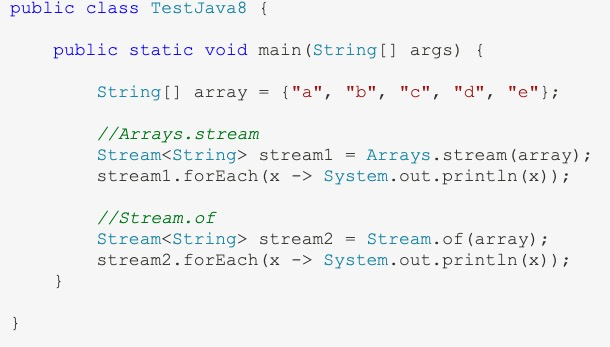 public class TestJava8 {
    public static void main(String[] args) {
        String[] array = {"a", "b", "c", "d", "e"};
        //Arrays.stream
        Stream<String> stream1 = Arrays.stream(array);
        stream1.forEach(x -> System.out.println(x));
        //Stream.of
        Stream<String> stream2 = Stream.of(array);
        stream2.forEach(x -> System.out.println(x));
    }
}